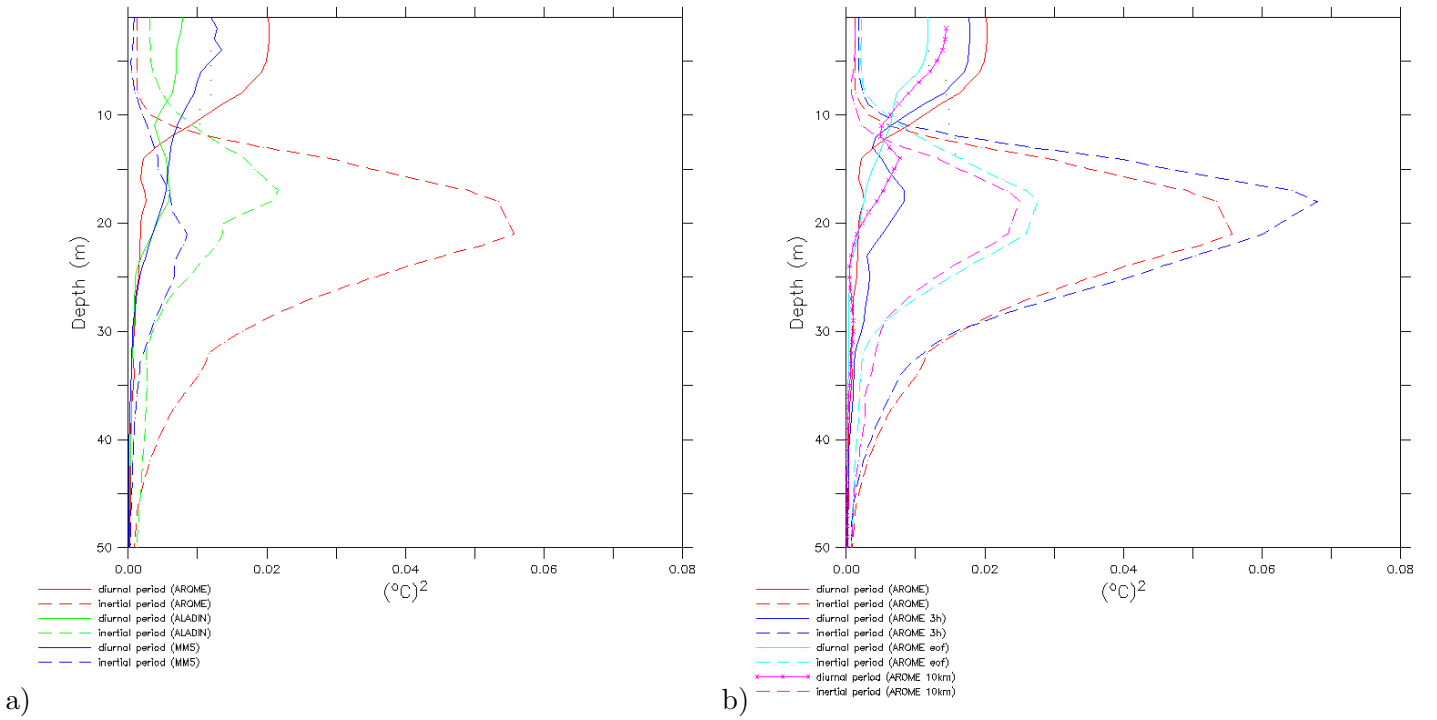 10
20
30
40
50
Depth (m)
0.00
0.02
0.04
0.06
0.08
(°C)²
diurnal period (AROME)
inertial period (AROME)
diurnal period (ALADIN)
inertial period (ALADIN)
diurnal period (MM5)
inertial period (MM5)
a)
10
20
30
40
50
Depth (m)
0.00
0.02
0.04
0.06
0.08
(°C)²
diurnal period (AROME)
inertial period (AROME)
diurnal period (AROME 3h)
inertial period (AROME 3h)
diurnal period (AROME eof)
inertial period (AROME eof)
diurnal period (AROME 10km)
inertial period (AROME 10km)
b)